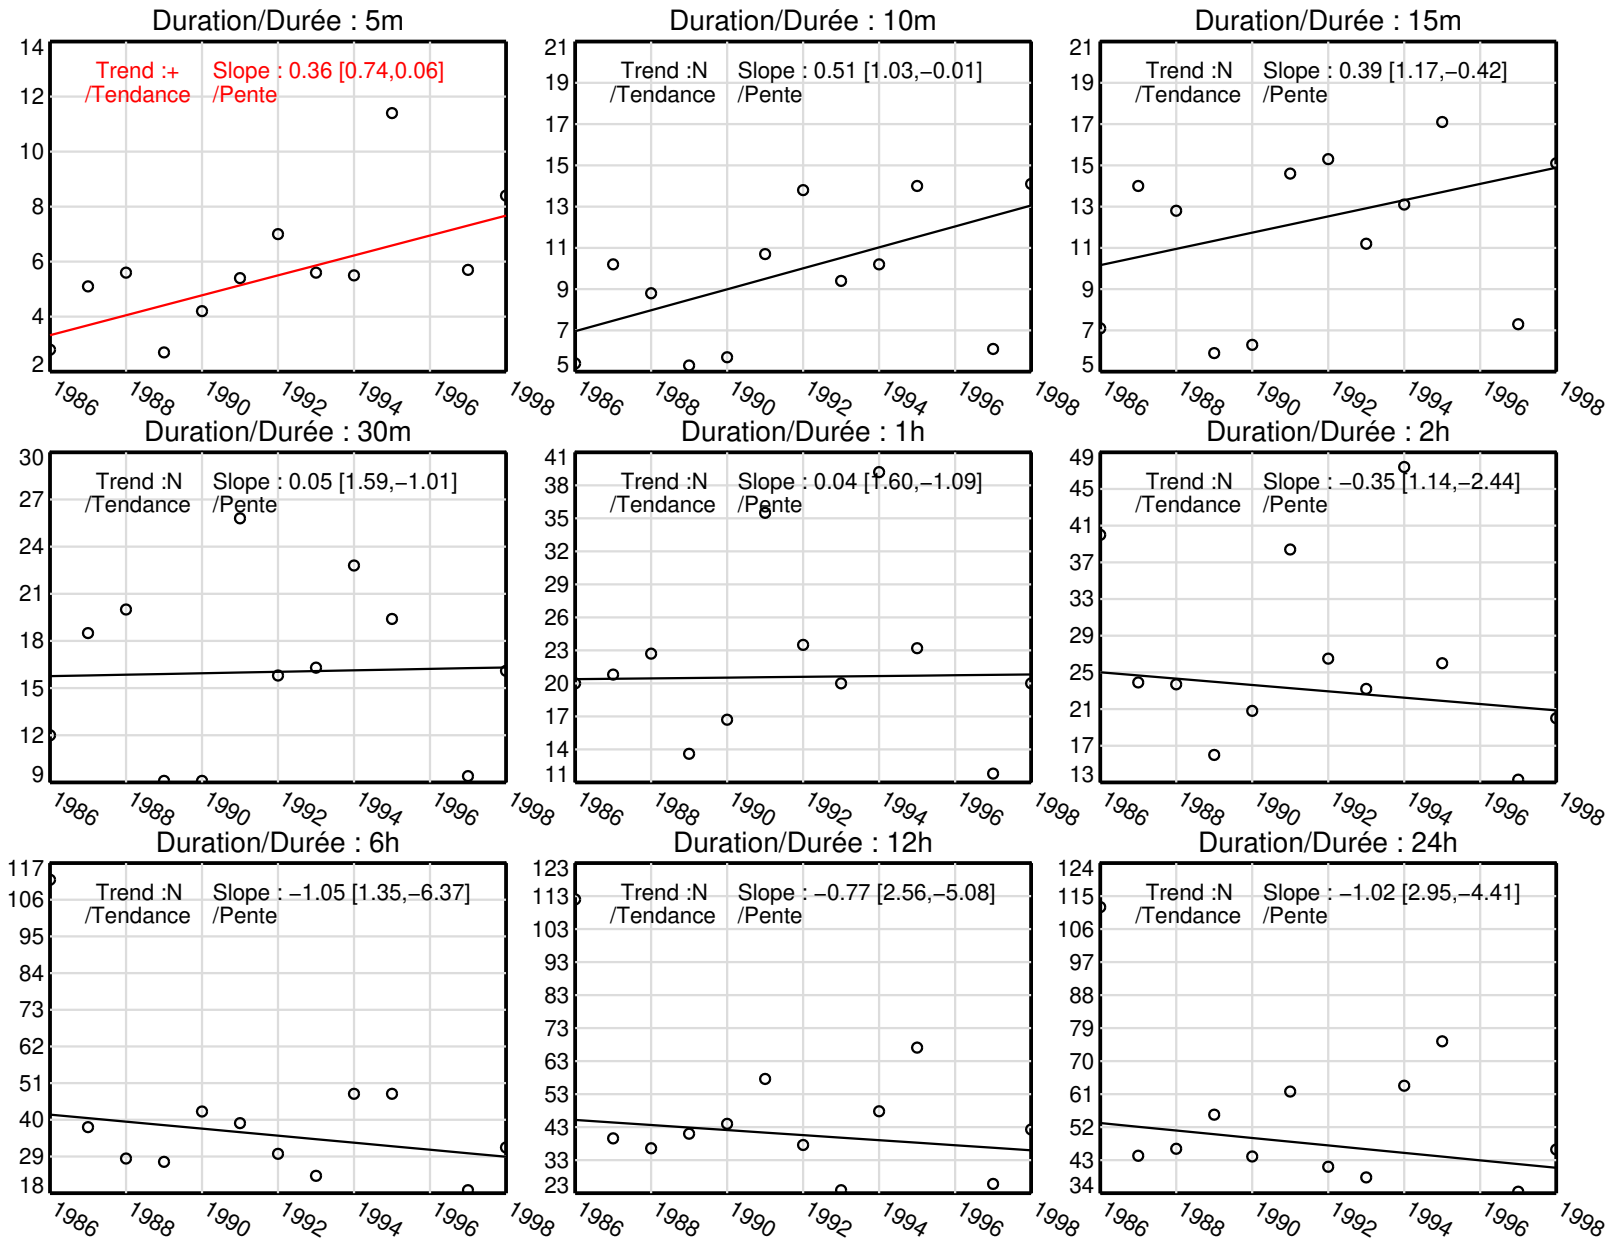 Duration/Durée : 5m
Trend :+ Slope : 0.36 [0.74,0.06]
/Tendance /Pente
14
12
10
8
6
4
2
1986 1988 1990 1992 1994 1996 1998
Duration/Durée : 10m
Trend :N Slope : 0.51 [1.03,−0.01]
/Tendance /Pente
21
19
17
15
13
11
9
7
5
1986 1988 1990 1992 1994 1996 1998
Duration/Durée : 15m
Trend :N Slope : 0.39 [1.17,−0.42]
/Tendance /Pente
21
19
17
15
13
11
9
7
5
1986 1988 1990 1992 1994 1996 1998
Duration/Durée : 30m
Trend :N Slope : 0.05 [1.59,−1.01]
/Tendance /Pente
30
27
24
21
18
15
12
9
1986 1988 1990 1992 1994 1996 1998
Duration/Durée : 1h
Trend :N Slope : 0.04 [1.60,−1.09]
/Tendance /Pente
41
38
35
32
29
26
23
20
17
14
11
1986 1988 1990 1992 1994 1996 1998
Duration/Durée : 2h
Trend :N Slope : −0.35 [1.14,−2.44]
/Tendance /Pente
49
45
41
37
33
29
25
21
17
13
1986 1988 1990 1992 1994 1996 1998
Duration/Durée : 6h
Trend :N Slope : −1.05 [1.35,−6.37]
/Tendance /Pente
117
106
95
84
73
62
51
40
29
18
1986 1988 1990 1992 1994 1996 1998
Duration/Durée : 12h
Trend :N Slope : −0.77 [2.56,−5.08]
/Tendance /Pente
123
113
103
93
83
73
63
53
43
33
23
1986 1988 1990 1992 1994 1996 1998
Duration/Durée : 24h
Trend :N Slope : −1.02 [2.95,−4.41]
/Tendance /Pente
124
115
106
97
88
79
70
61
52
43
34
1986 1988 1990 1992 1994 1996 1998